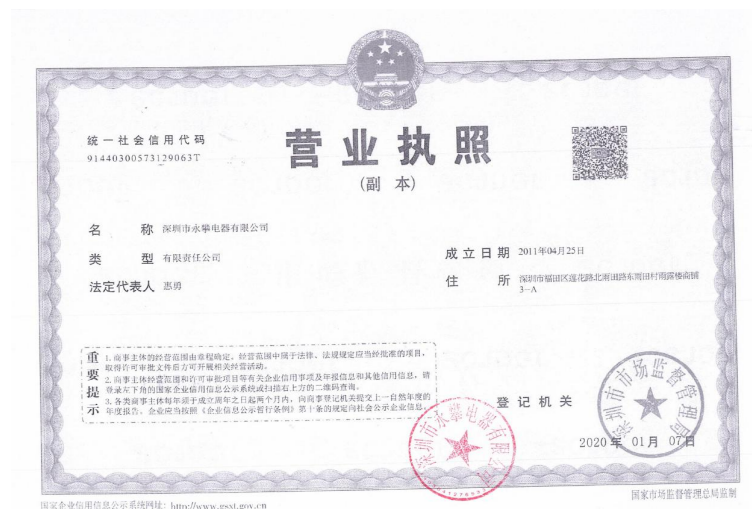 统一社会信用代码
91440300573129063T
营业执照
(副本)
名称 深圳市永攀电器有限公司
类型 有限责任公司
法定代表人 惠勇
成立日期 2011年04月25日
住所 深圳市福田区莲花路北雨田路东雨田村雨露楼商铺
3-A
重要提示
1.商事主体的经营范围由章程确定。经营范围中属于法律、法规规定应当经批准的项目,
取得许可审批文件后方可开展相关经营活动。
2.商事主体经营范围和许可审批项目等有关企业信用事项及年报信息和其他信用信息,请
登录左下角的国家企业信用信息公示系统或扫描右上方的二维码查询。
3.各类商事主体每年须于成立周年之日起两个月内,向商事登记机关提交上一自然年度的
年度报告。企业应当按照《企业信息公示暂行条例》第十条的规定向社会公示企业信息。
登记机关
深圳市市场监督管理局
2020年01月07日
深圳市永攀电器有限公司
国家企业信用信息公示系统网址:http://www.gsxt.gov.cn
国家市场监督管理总局监制